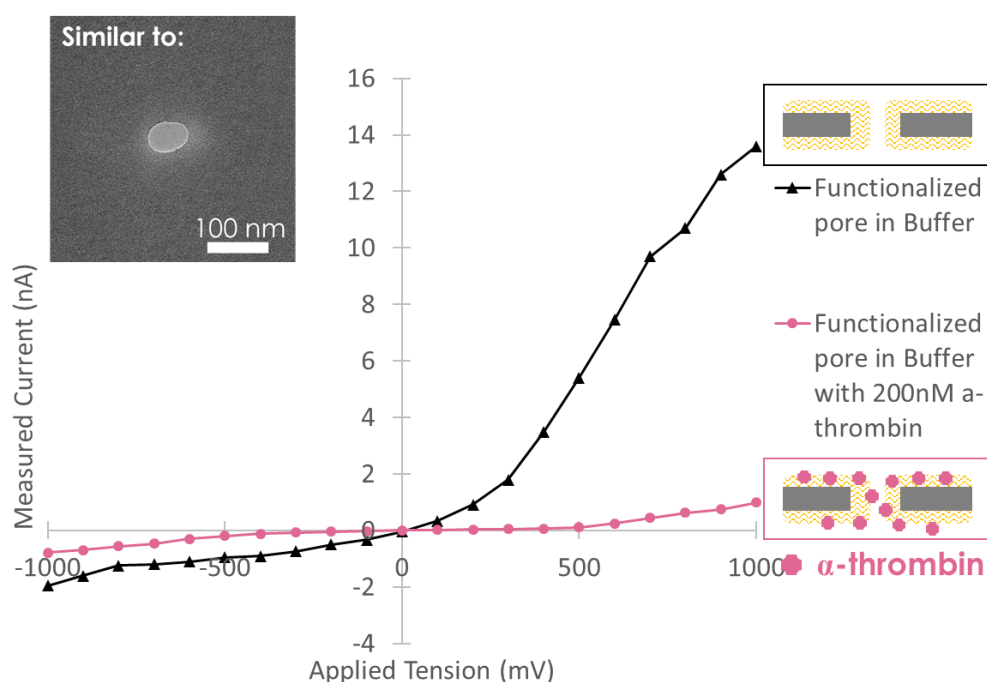 Similar to:
100 nm
Measured Current (nA)
16
14
12
10
8
6
4
2
0
-2
-4
-1000
-500
0
500
1000
Applied Tension (mV)
Functionalized
pore in Buffer
Functionalized
pore in Buffer
with 200nM a-
thrombin
α-thrombin